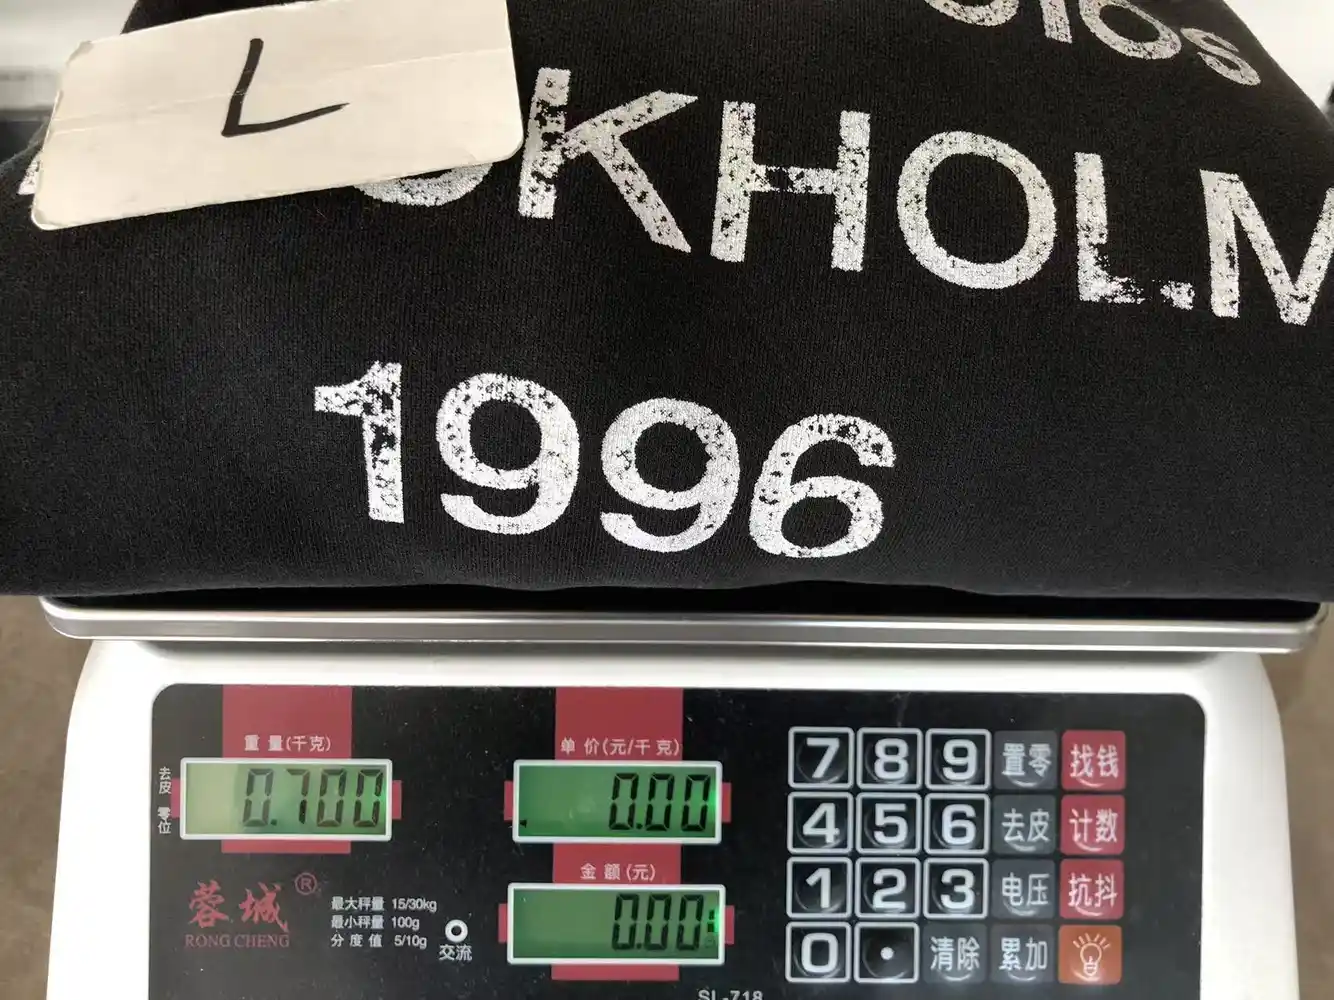 L
KHOLM
1996
重量(千克)
单价(元/千克)
去皮 零位
0.700
0.00
金额(元)
0.00
蓉城®
RONG CHENG
最大秤量 15/30kg
最小秤量 100g
分度值 5/10g
交流
7 8 9 置零 找钱
4 5 6 去皮 计数
1 2 3 电压 抗抖
0 . 清除 累加
SL-718